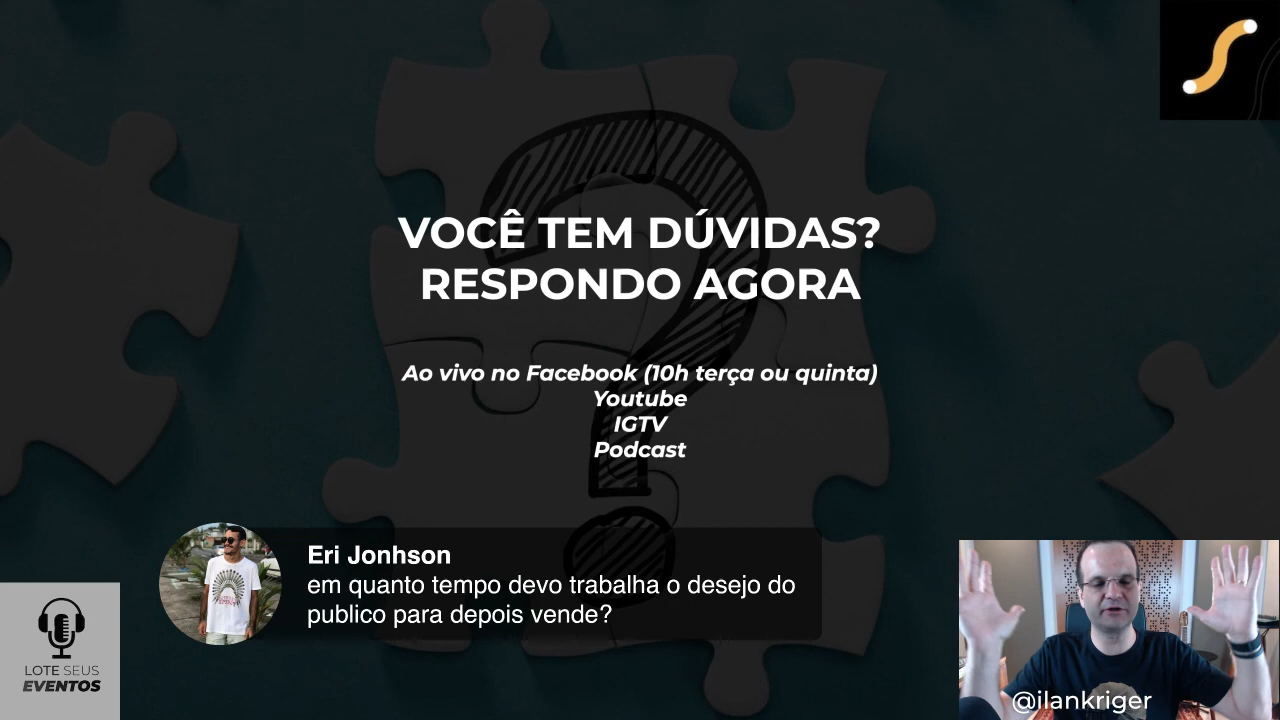 VOCÊ TEM DÚVIDAS?
RESPONDO AGORA
Ao vivo no Facebook (10h terça ou quinta)
Youtube
IGTV
Podcast
Eri Jonhson
em quanto tempo devo trabalha o desejo do
publico para depois vende?
LOTE SEUS
EVENTOS
@ilankriger